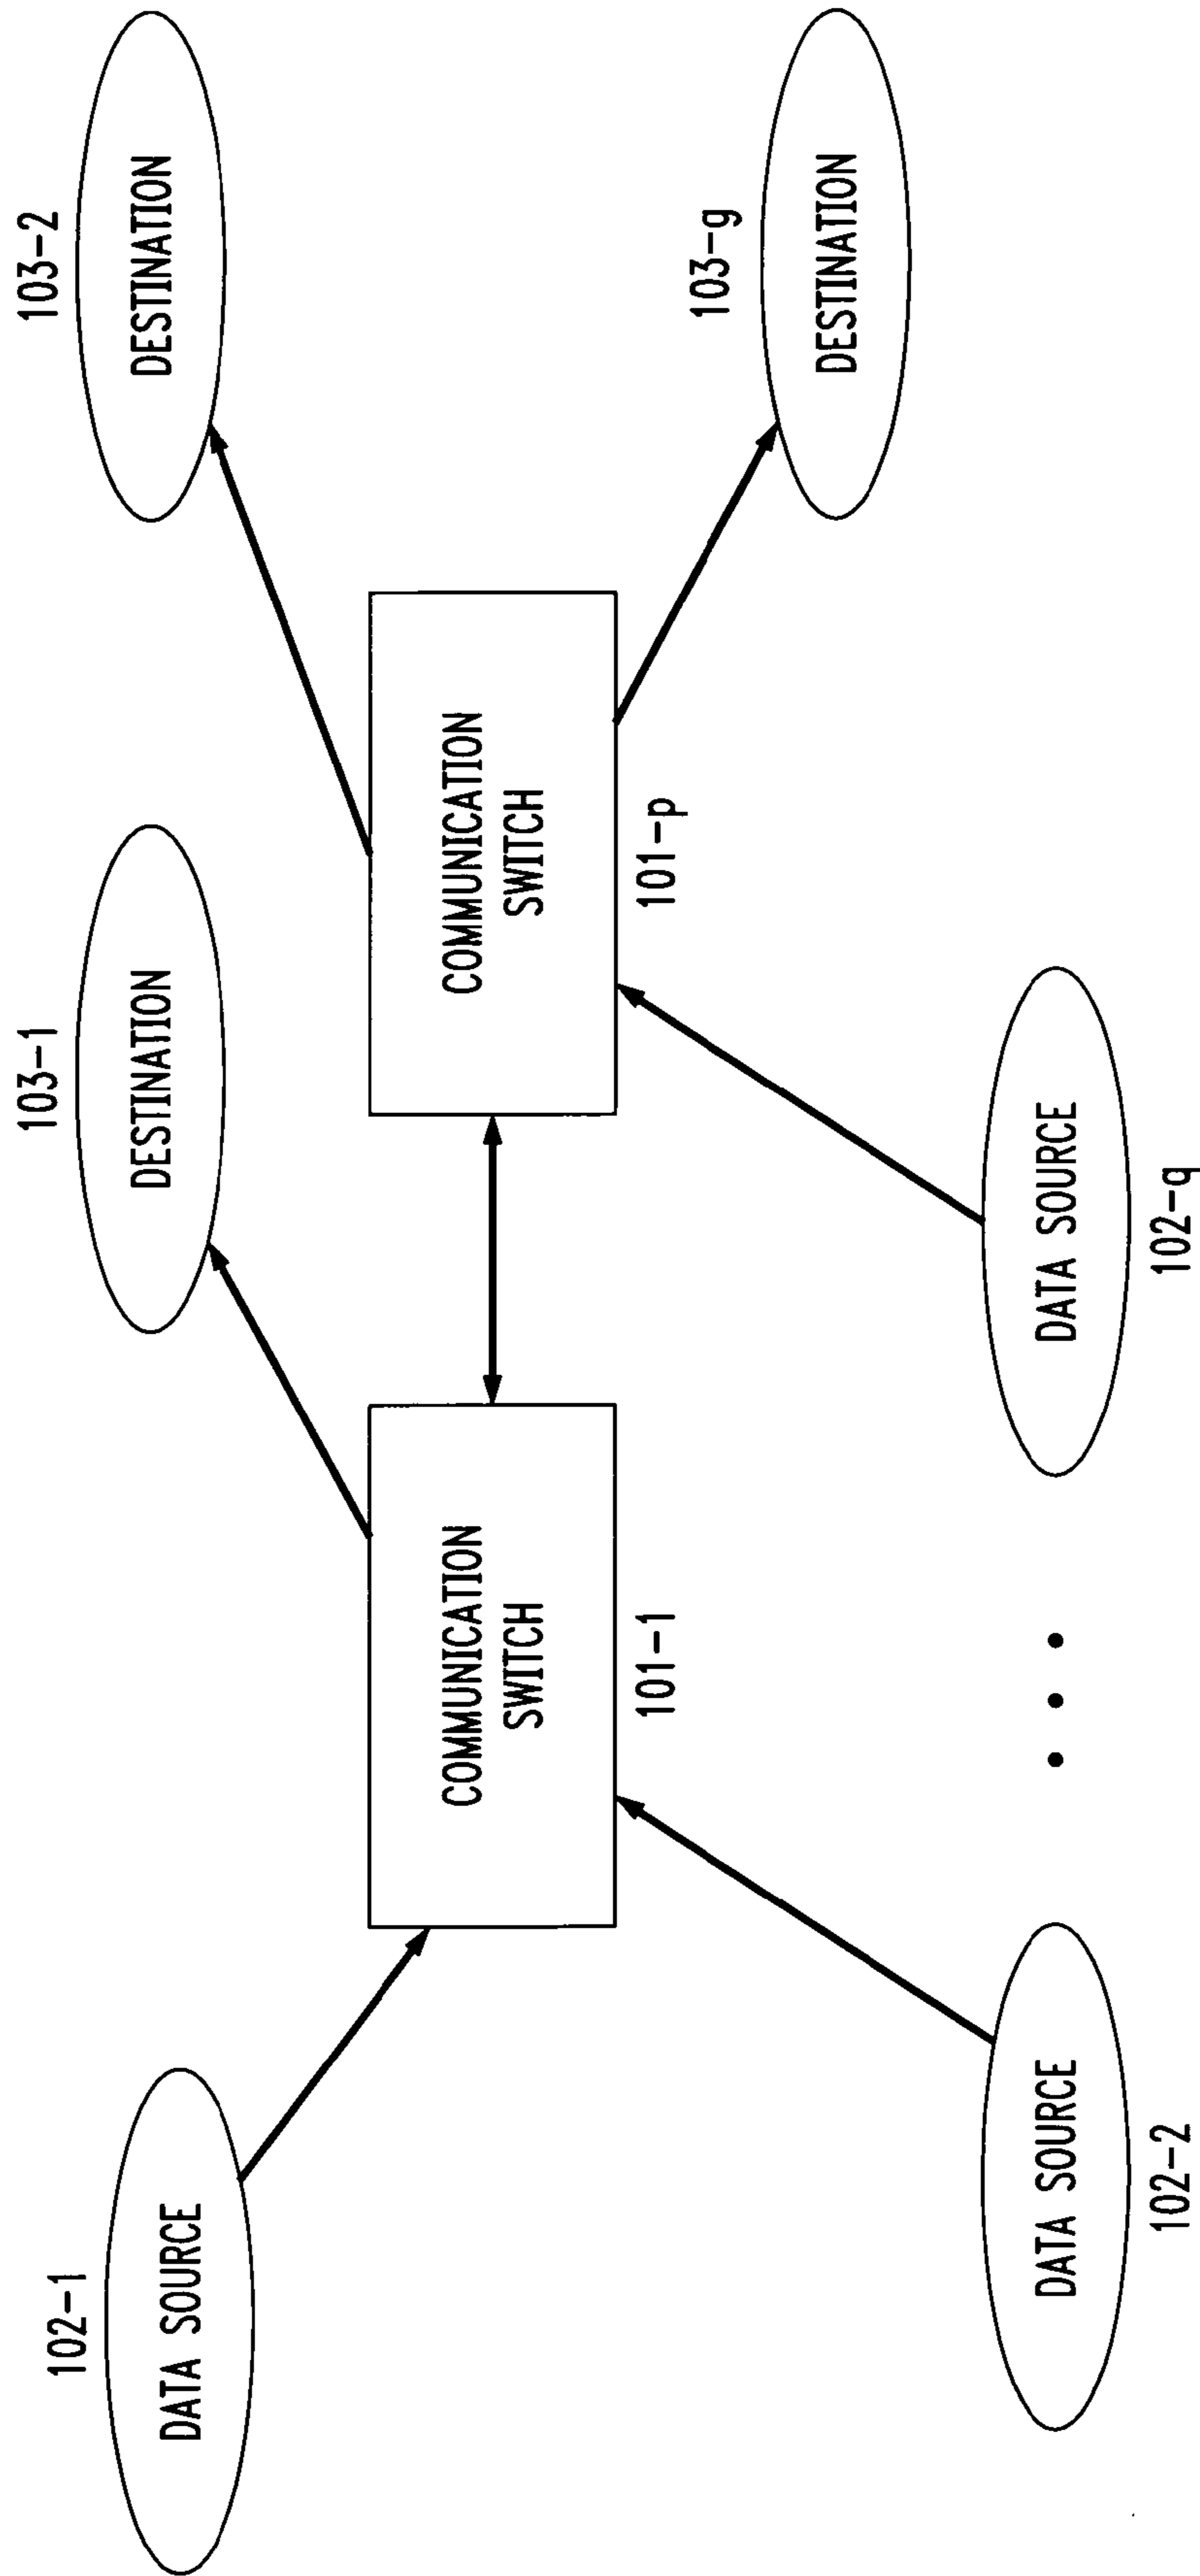 102-1
DATA SOURCE
103-1
DESTINATION
103-2
DESTINATION
COMMUNICATION
SWITCH
101-1
COMMUNICATION
SWITCH
101-p
103-g
DESTINATION
DATA SOURCE
102-2
• • •
DATA SOURCE
102-q